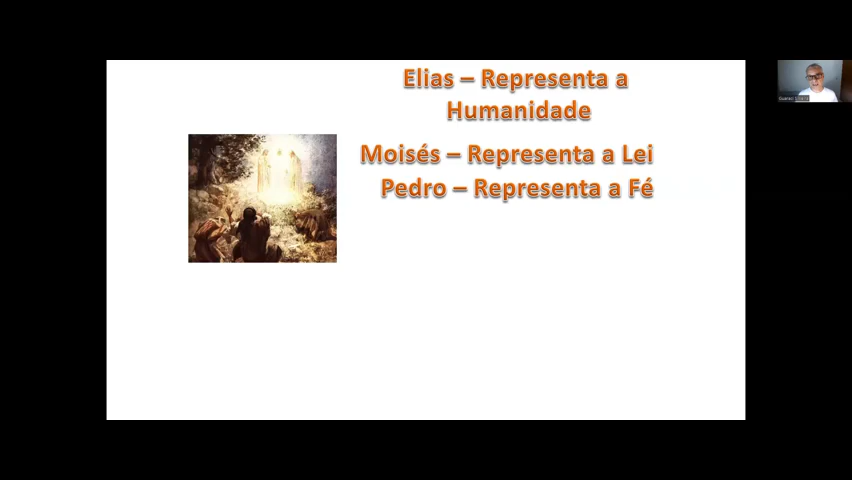 Elias – Representa a
Humanidade
Moisés – Representa a Lei
Pedro – Representa a Fé